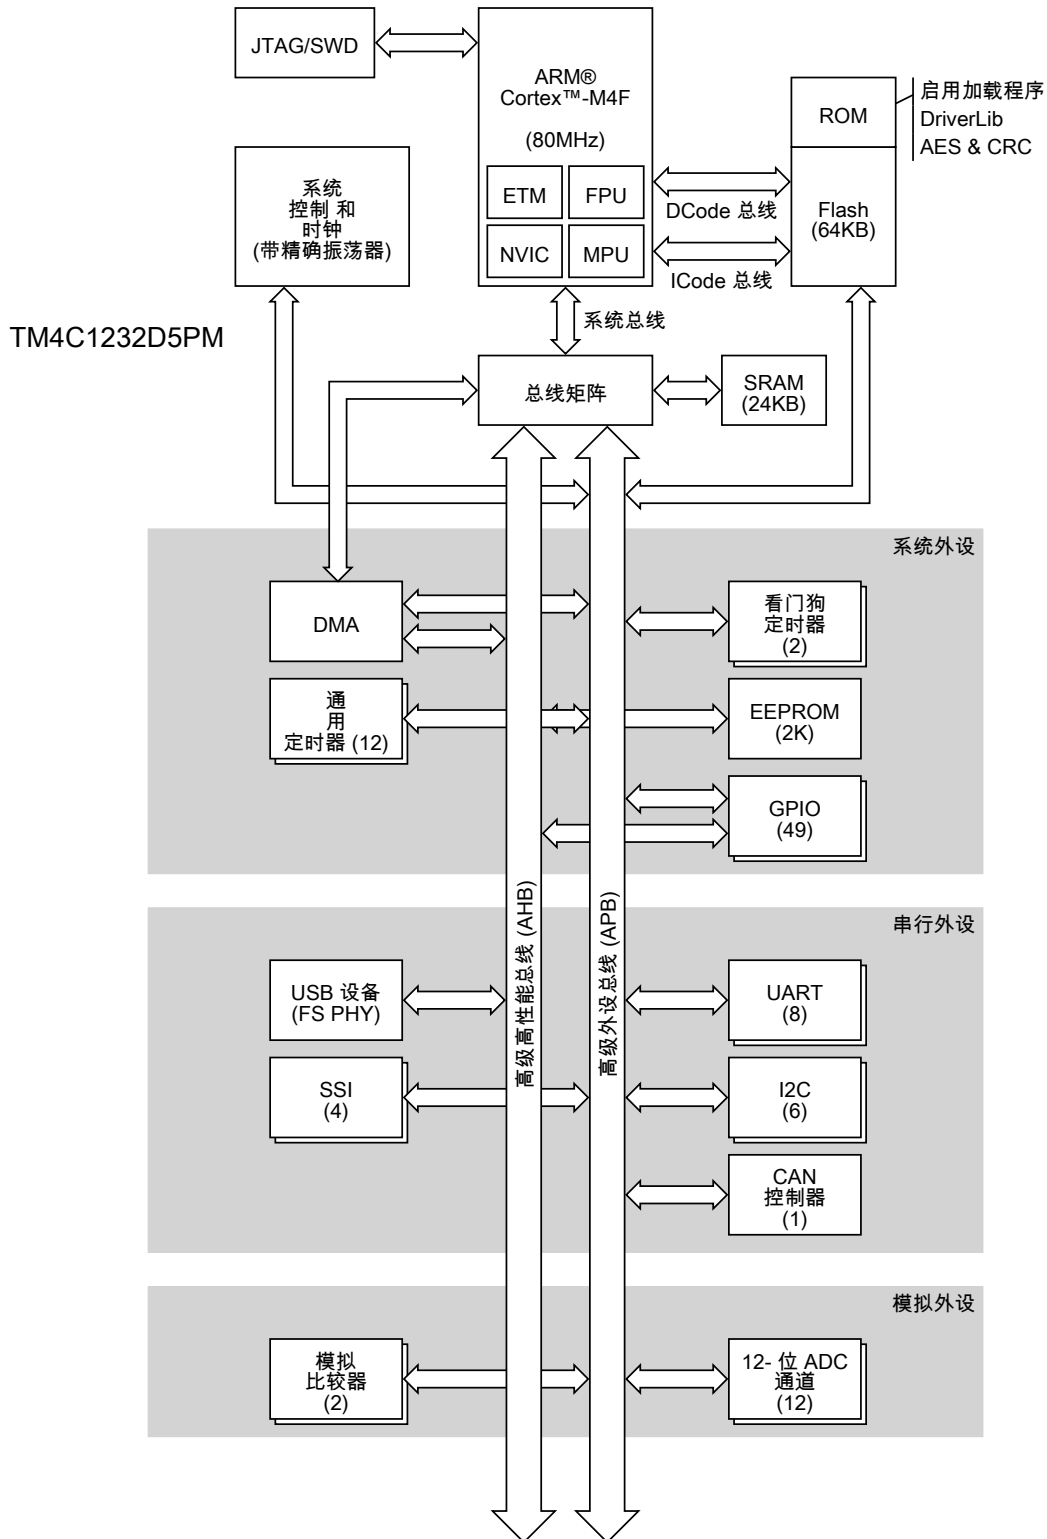 JTAG/SWD
ARM®
Cortex™-M4F
(80MHz)
ETM
FPU
NVIC
MPU
ROM
启用加载程序
DriverLib
AES & CRC
Flash
(64KB)
DCode 总线
ICode 总线
系统
控制 和
时钟
(带精确振荡器)
TM4C1232D5PM
系统总线
总线矩阵
SRAM
(24KB)
系统外设
DMA
看门狗
定时器
(2)
通
用
定时器 (12)
EEPROM
(2K)
GPIO
(49)
高级高性能总线 (AHB)
高级外设总线 (APB)
串行外设
USB 设备
(FS PHY)
UART
(8)
SSI
(4)
I2C
(6)
CAN
控制器
(1)
模拟外设
模拟
比较器
(2)
12- 位 ADC
通道
(12)